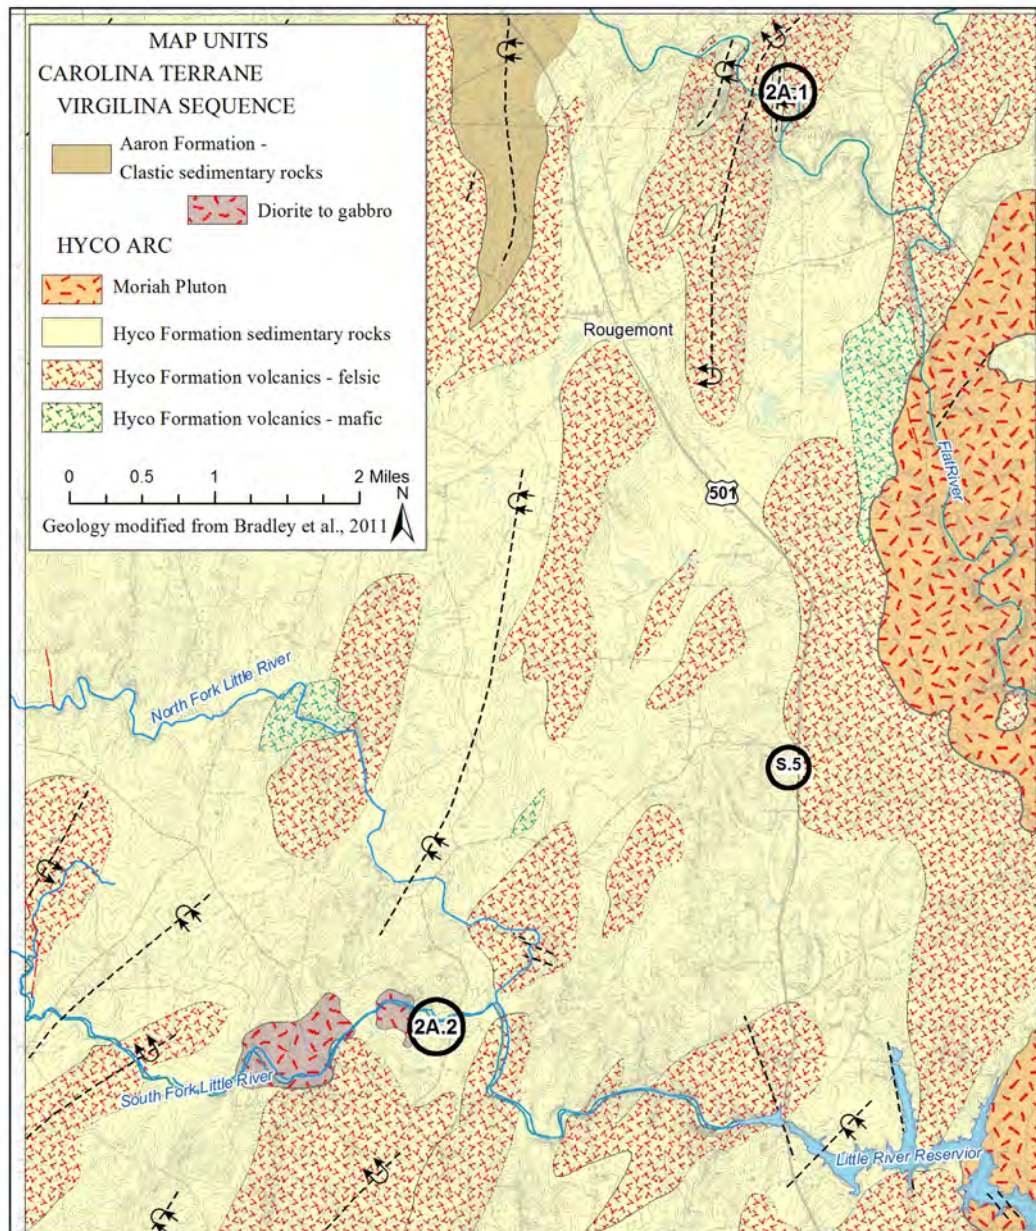 MAP UNITS
CAROLINA TERRANE
VIRGILINA SEQUENCE
Aaron Formation -
Clastic sedimentary rocks
Diorite to gabbro
HYCO ARC
Moriah Pluton
Hyco Formation sedimentary rocks
Hyco Formation volcanics - felsic
Hyco Formation volcanics - mafic
0 0.5 1 2 Miles
N
Geology modified from Bradley et al., 2011
2A.1
Rougemont
FlatRiver
501
North Fork Little River
S.5
2A.2
South Fork Little River
Little River Reservior